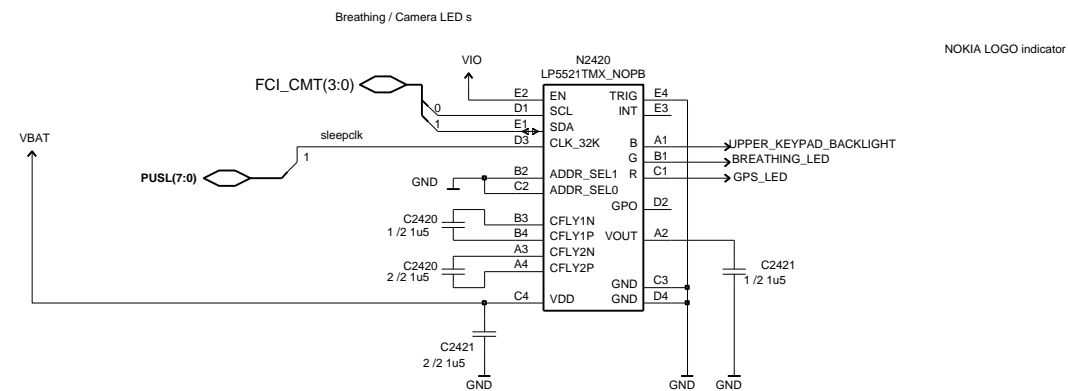 Breathing / Camera LED s
NOKIA LOGO indicator
VIO
N2420
LP5521TMX_NOPB
FCI_CMT(3:0)
0
1
E2 EN TRIG E4
D1 SCL INT E3
E1 SDA
D3 CLK_32K B A1 UPPER_KEYPAD_BACKLIGHT
G B1 BREATHING_LED
B2 ADDR_SEL1 R C1 GPS_LED
C2 ADDR_SEL0
GPO D2
B3 CFLY1N
B4 CFLY1P VOUT A2
A3 CFLY2N
A4 CFLY2P
GND C3
C4 VDD GND D4
VBAT
sleepclk
1
PUSL(7:0)
GND
C2420
1 /2 1u5
C2420
2 /2 1u5
C2421
1 /2 1u5
C2421
2 /2 1u5
GND
GND
GND